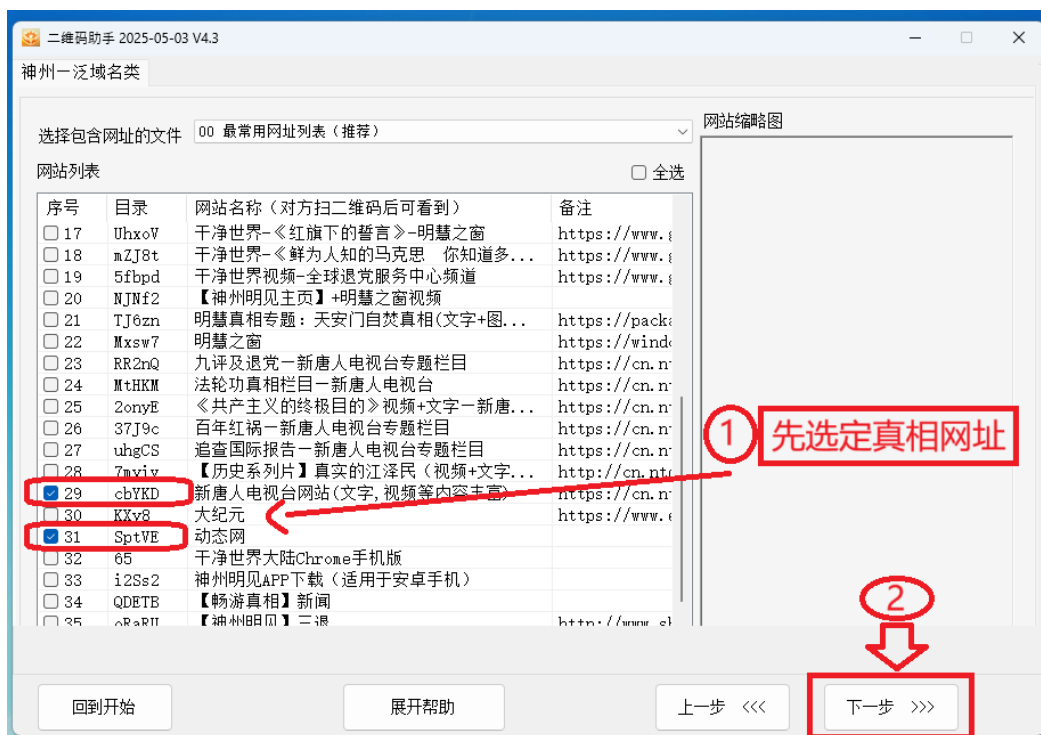 二维码助手 2025-05-03 V4.3
神州一泛域名类
选择包含网址的文件 00 最常用网址列表（推荐）
网站缩略图
网站列表 全选
序号 目录 网站名称（对方扫二维码后可看到） 备注
17 UhxoV 干净世界-《红旗下的誓言》-明慧之窗 https://www.g
18 mZJ8t 干净世界-《鲜为人知的马克思 你知道多... https://www.g
19 5fbpd 干净世界视频-全球退党服务中心频道 https://www.g
20 NJNf2 【神州明见主页】+明慧之窗视频
21 TJ6zn 明慧真相专题：天安门自焚真相(文字+图... https://packa
22 Mxsw7 明慧之窗 https://windo
23 RR2nQ 九评及退党一新唐人电视台专题栏目 https://cn.n
24 MtHKM 法轮功真相栏目一新唐人电视台 https://cn.n
25 2onyE 《共产主义的终极目的》视频+文字一新唐... https://cn.n
26 37J9c 百年红祸一新唐人电视台专题栏目 https://cn.n
27 uhgCS 追查国际报告一新唐人电视台栏目 https://cn.n
28 7myiy 【历史系列片】真实的江泽民（视频+文字... http://cn.ntd
29 cbYKD 新唐人电视台网站(文字,视频等内容丰富) https://cn.n
30 KXy8 大纪元 https://www.e
31 SptVE 动态网
32 65 干净世界大陆Chrome手机版
33 i2Ss2 神州明见APP下载（适用于安卓手机）
34 QDETB 【畅游真相】新闻
35 oRaRU 【神州明见】三退 http://www.sh
1 先选定真相网址
2
回到开始 展开帮助 上一步 <<< 下一步 >>>